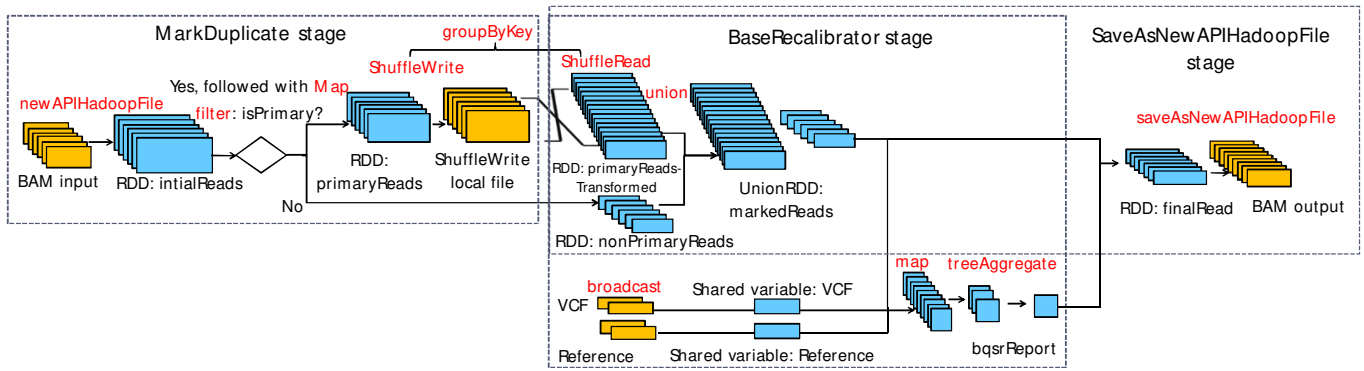 MarkDuplicate stage
groupByKey
BaseRecalibrator stage
SaveAsNewAPIHadoopFile
stage
ShuffleWrite
ShuffleRead
Yes, followed with Map
newAPIHadoopFile
filter: isPrimary?
union
saveAsNewAPIHadoopFile
BAM input
RDD: intialReads
RDD:
primaryReads
ShuffleWrite
local file
RDD: primaryReads-
Transformed
UnionRDD:
markedReads
No
RDD: nonPrimaryReads
RDD: finalRead
BAM output
map
treeAggregate
broadcast
VCF
Shared variable: VCF
Reference
Shared variable: Reference
bqsrReport